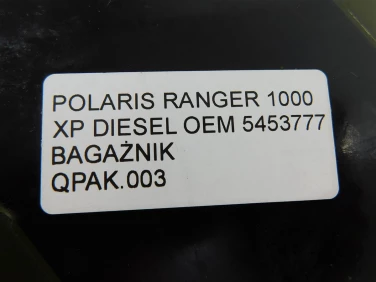 POLARIS RANGER 1000
XP DIESEL OEM 5453777
BAGAŻNIK
QPAK.003